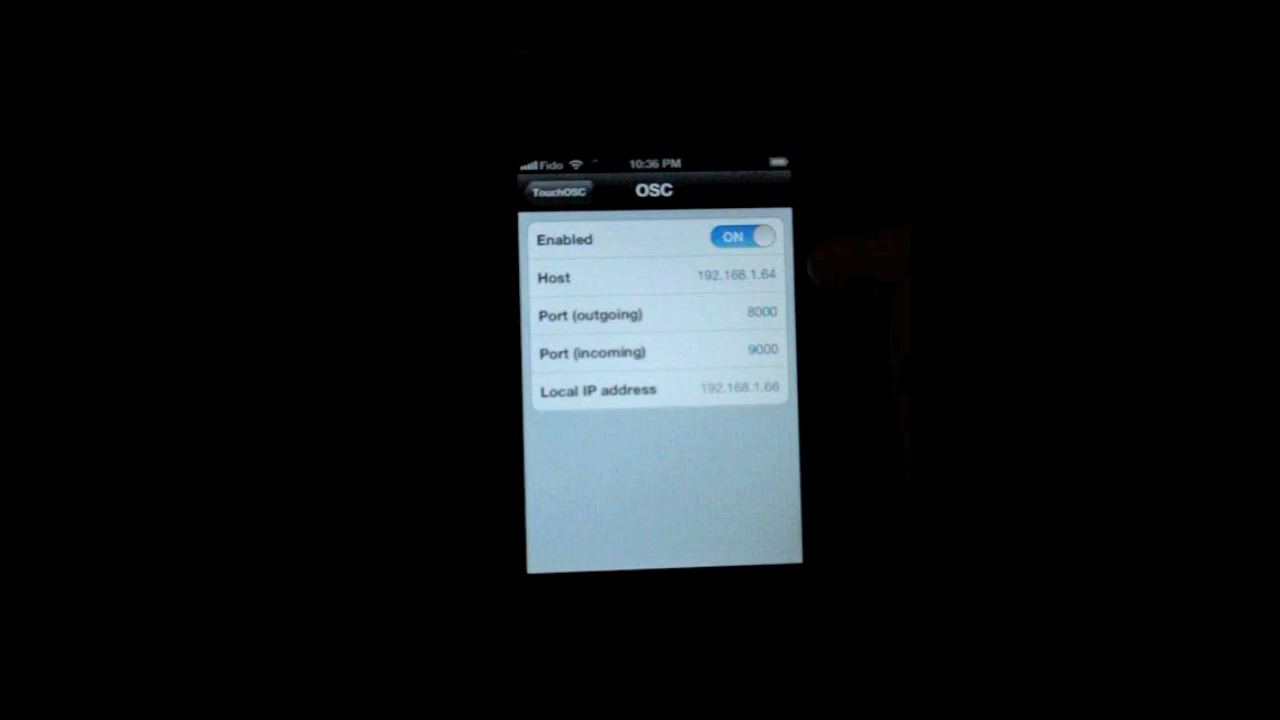 Fido 10:36 PM
TouchOSC OSC
Enabled ON
Host 192.168.1.64
Port (outgoing) 8000
Port (incoming) 9000
Local IP address 192.168.1.66